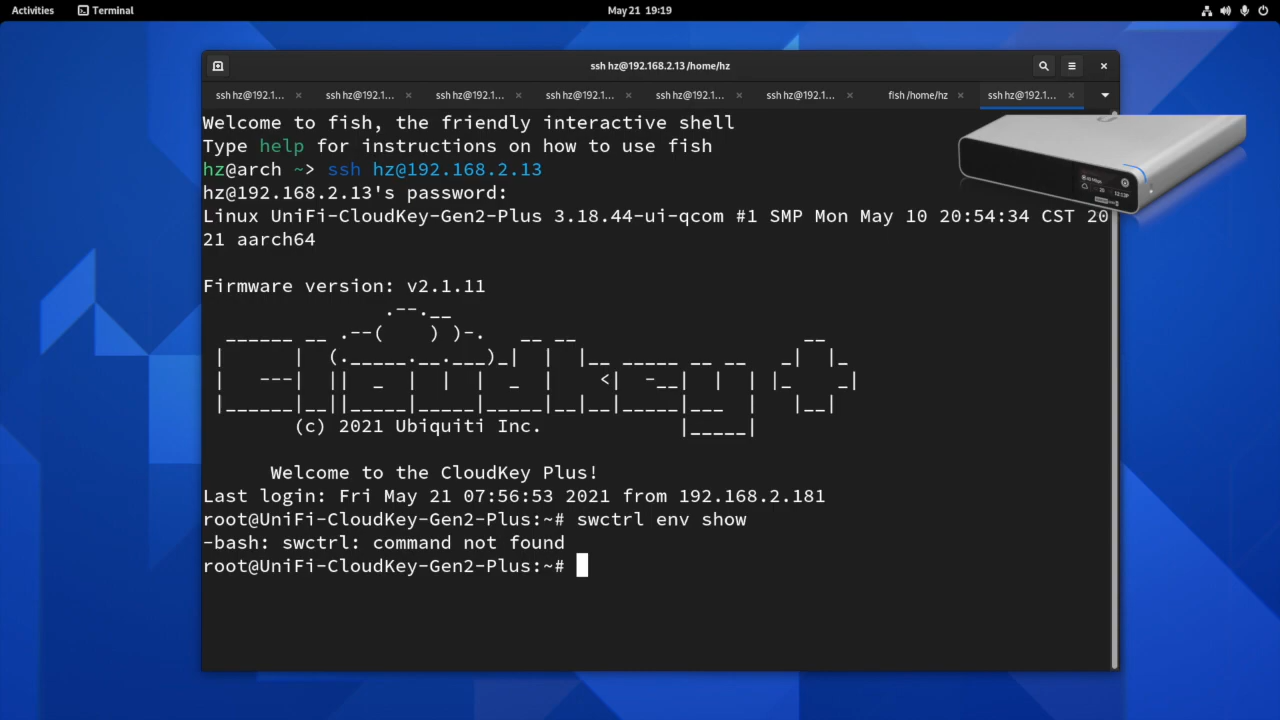 Activities
Terminal
May 21 19:19
ssh hz@192.168.2.13 /home/hz
ssh hz@192.1...
ssh hz@192.1...
ssh hz@192.1...
ssh hz@192.1...
ssh hz@192.1...
ssh hz@192.1...
fish /home/hz
ssh hz@192.1...
Welcome to fish, the friendly interactive shell
Type help for instructions on how to use fish
hz@arch ~> ssh hz@192.168.2.13
hz@192.168.2.13's password:
Linux UniFi-CloudKey-Gen2-Plus 3.18.44-ui-qcom #1 SMP Mon May 10 20:54:34 CST 20
21 aarch64
Firmware version: v2.1.11
(c) 2021 Ubiquiti Inc.
Welcome to the CloudKey Plus!
Last login: Fri May 21 07:56:53 2021 from 192.168.2.181
root@UniFi-CloudKey-Gen2-Plus:~# swctrl env show
-bash: swctrl: command not found
root@UniFi-CloudKey-Gen2-Plus:~#